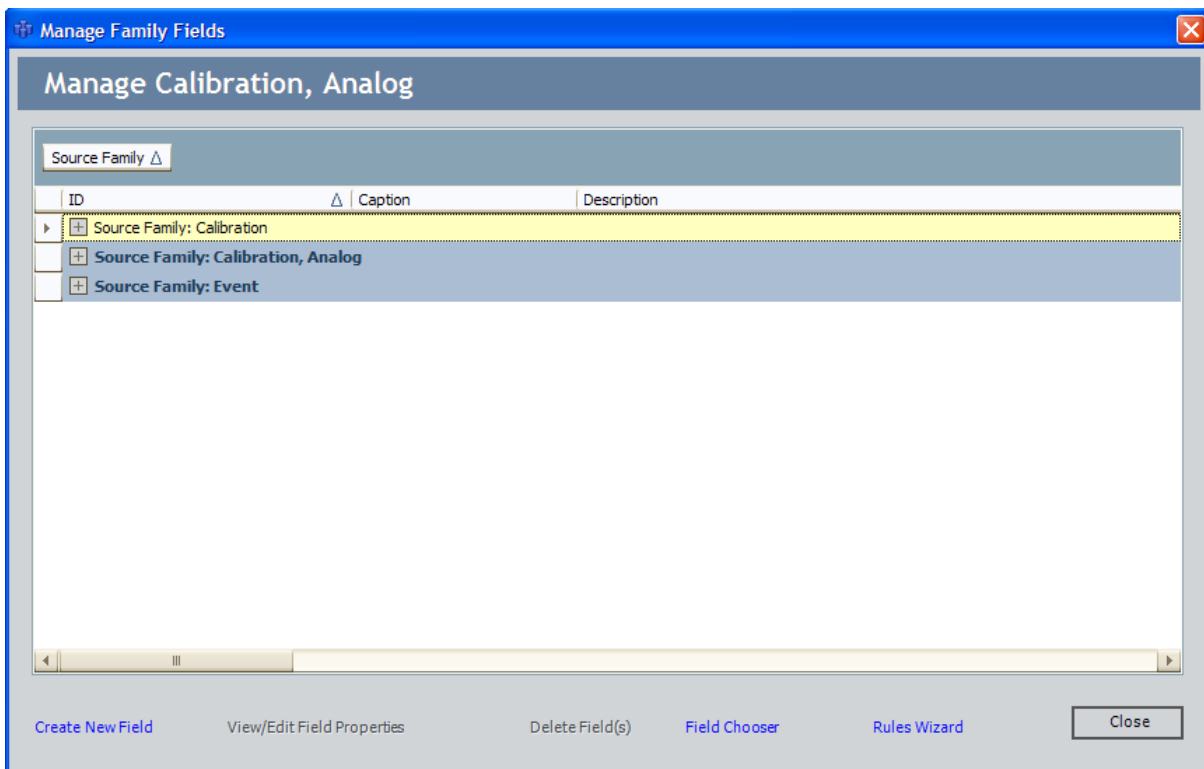 Manage Family Fields
Manage Calibration, Analog
Source Family
ID Caption Description
Source Family: Calibration
Source Family: Calibration, Analog
Source Family: Event
Create New Field View/Edit Field Properties Delete Field(s) Field Chooser Rules Wizard Close